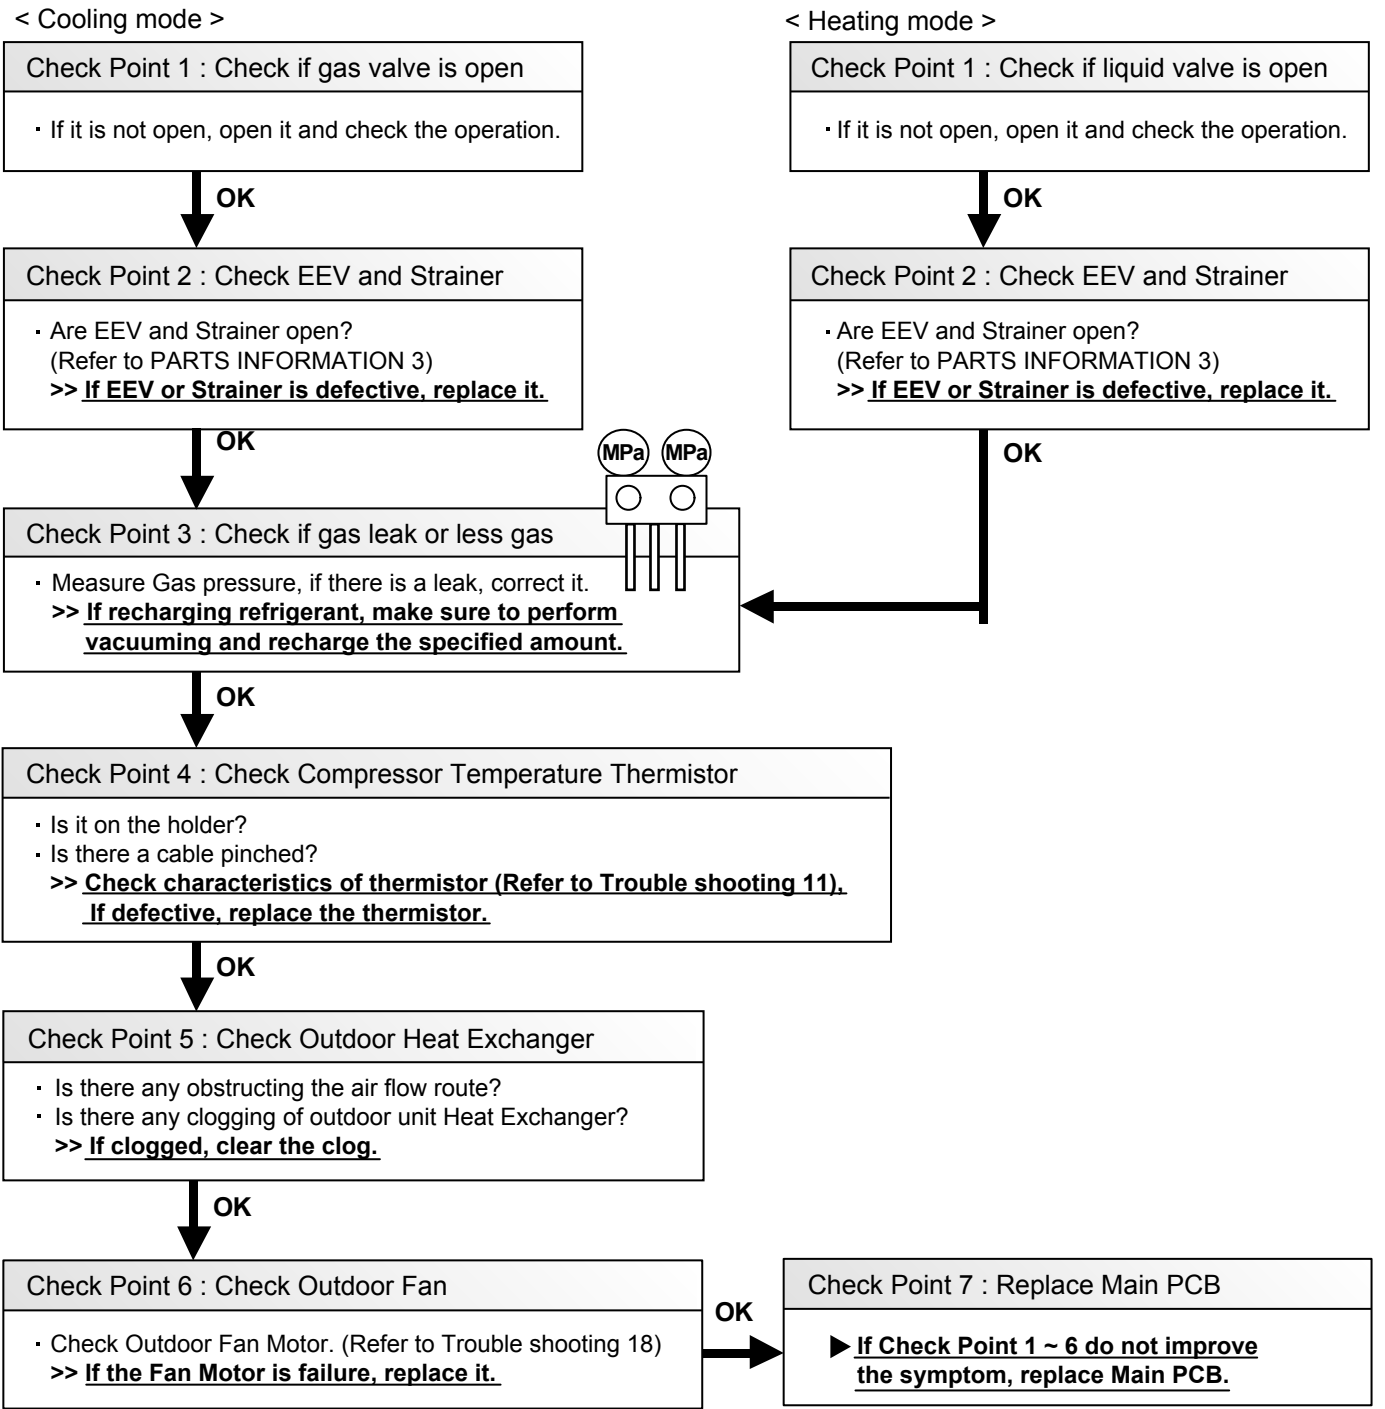 < Cooling mode >
Check Point 1 : Check if gas valve is open
· If it is not open, open it and check the operation.
OK
Check Point 2 : Check EEV and Strainer
· Are EEV and Strainer open?
(Refer to PARTS INFORMATION 3)
>> If EEV or Strainer is defective, replace it.
OK
< Heating mode >
Check Point 1 : Check if liquid valve is open
· If it is not open, open it and check the operation.
OK
Check Point 2 : Check EEV and Strainer
· Are EEV and Strainer open?
(Refer to PARTS INFORMATION 3)
>> If EEV or Strainer is defective, replace it.
OK
MPa MPa
Check Point 3 : Check if gas leak or less gas
· Measure Gas pressure, if there is a leak, correct it.
>> If recharging refrigerant, make sure to perform
vacuuming and recharge the specified amount.
OK
Check Point 4 : Check Compressor Temperature Thermistor
· Is it on the holder?
· Is there a cable pinched?
>> Check characteristics of thermistor (Refer to Trouble shooting 11),
If defective, replace the thermistor.
OK
Check Point 5 : Check Outdoor Heat Exchanger
· Is there any obstructing the air flow route?
· Is there any clogging of outdoor unit Heat Exchanger?
>> If clogged, clear the clog.
OK
Check Point 6 : Check Outdoor Fan
· Check Outdoor Fan Motor. (Refer to Trouble shooting 18)
>> If the Fan Motor is failure, replace it.
OK
Check Point 7 : Replace Main PCB
▶ If Check Point 1 ~ 6 do not improve
the symptom, replace Main PCB.